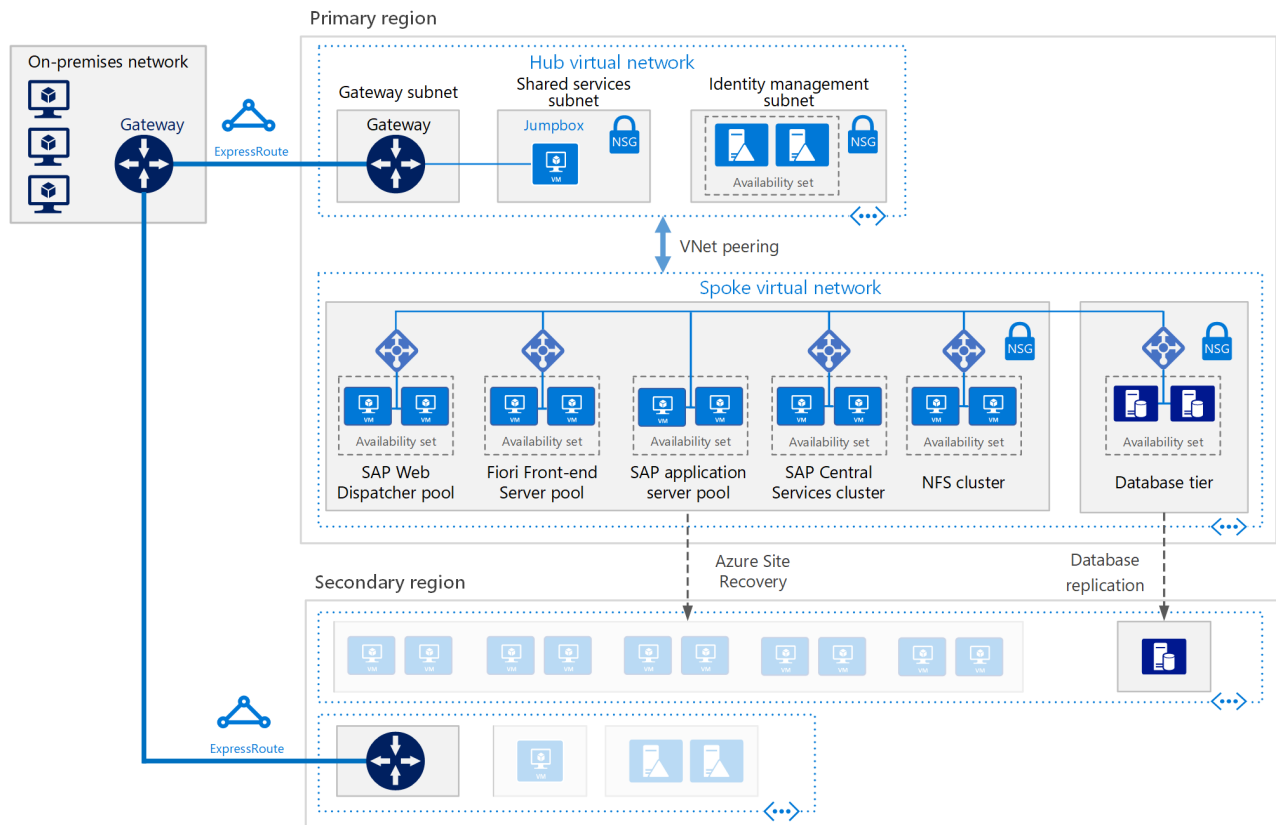 Primary region
On-premises network
Gateway
ExpressRoute
Hub virtual network
Gateway subnet
Gateway
Shared services
subnet
Jumpbox
NSG
VM
Identity management
subnet
NSG
Availability set
VNet peering
Spoke virtual network
NSG
NSG
VM
VM
VM
VM
VM
VM
VM
VM
VM
VM
Availability set
Availability set
Availability set
Availability set
Availability set
Availability set
SAP Web
Dispatcher pool
Fiori Front-end
Server pool
SAP application
server pool
SAP Central
Services cluster
NFS cluster
Database tier
Azure Site
Recovery
Database
replication
Secondary region
VM
VM
VM
VM
VM
VM
VM
VM
VM
VM
ExpressRoute
VM